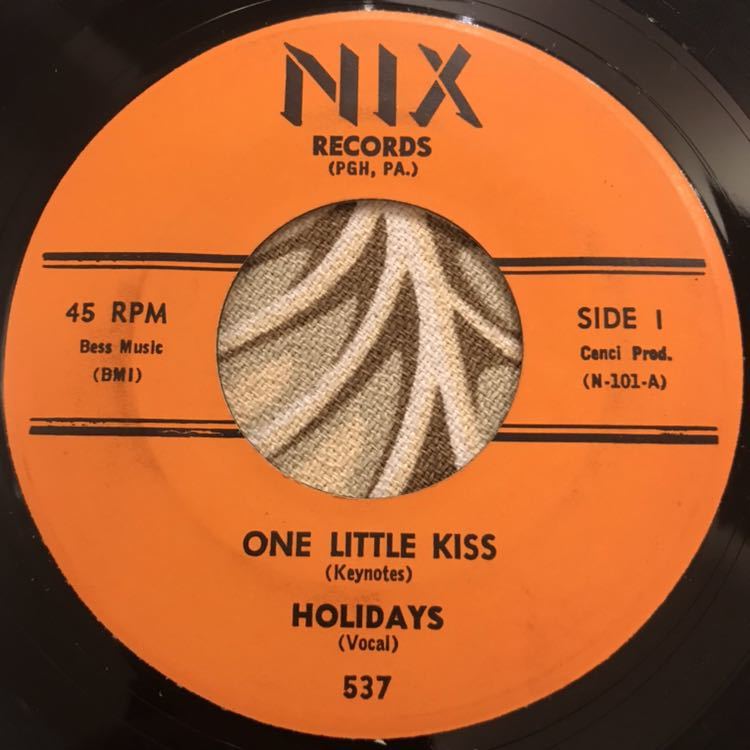 NIX
RECORDS
(PGH, PA.)
45 RPM
Bess Music
(BMI)
SIDE 1
Cenci Prod.
(N-101-A)
ONE LITTLE KISS
(Keynotes)
HOLIDAYS
(Vocal)
537